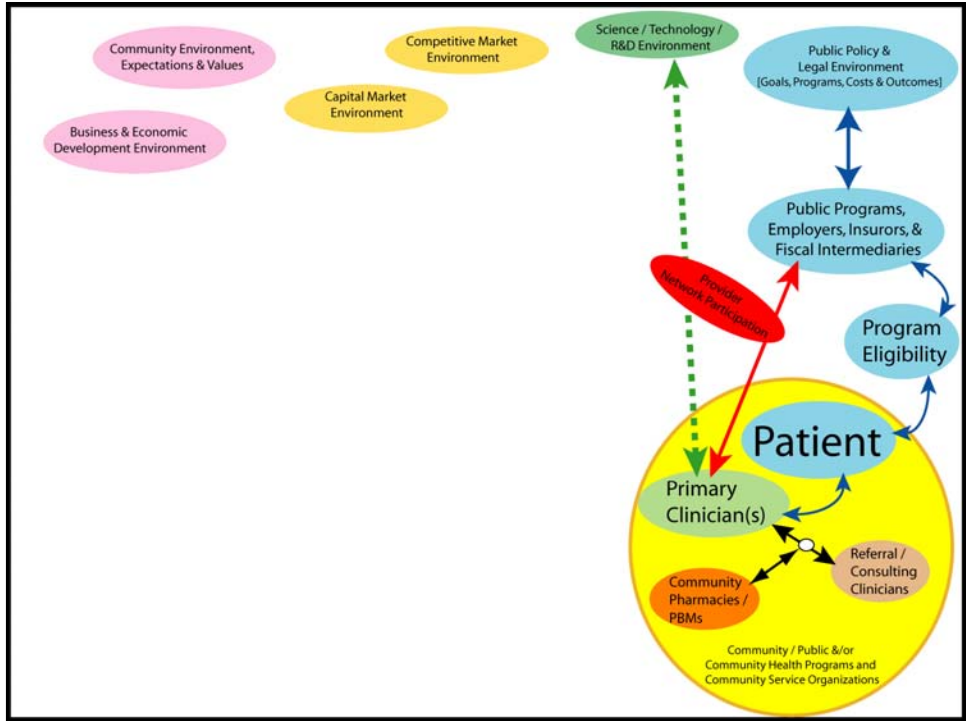 Community Environment,
Expectations & Values
Competitive Market
Environment
Science / Technology /
R&D Environment
Public Policy &
Legal Environment
[Goals, Programs, Costs & Outcomes]
Capital Market
Environment
Business & Economic
Development Environment
Public Programs,
Employers, Insurors, &
Fiscal Intermediaries
Provider
Network Participation
Program
Eligibility
Patient
Primary
Clinician(s)
Referral /
Consulting
Clinicians
Community
Pharmacies /
PBMs
Community / Public &/or
Community Health Programs and
Community Service Organizations